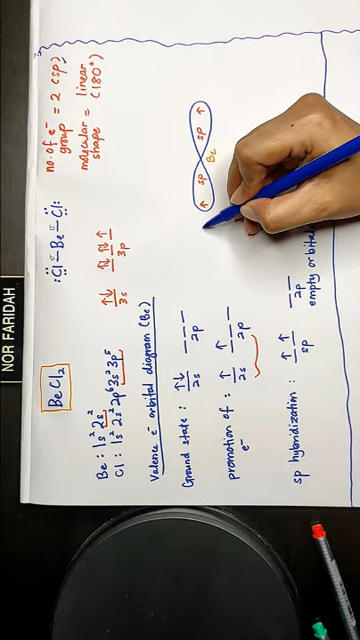 NOR FARIDAH
BeCl₂
:Cl–Be–Cl:
σ σ
no. of e⁻ group = 2 (sp)
molecular shape = linear (180°)
Be : 1s² 2s²
Cl : 1s² 2s² 2p⁶ 3s² 3p⁵
3s 3p
Valence e⁻ orbital diagram (Be)
Ground state : ↑↓ _ _ _
2s 2p
promotion of e⁻ : ↑ ↑ _ _
2s 2p
sp hybridization : ↑ ↑ _ _
sp 2p
empty orbital
↑ sp sp ↑
Be